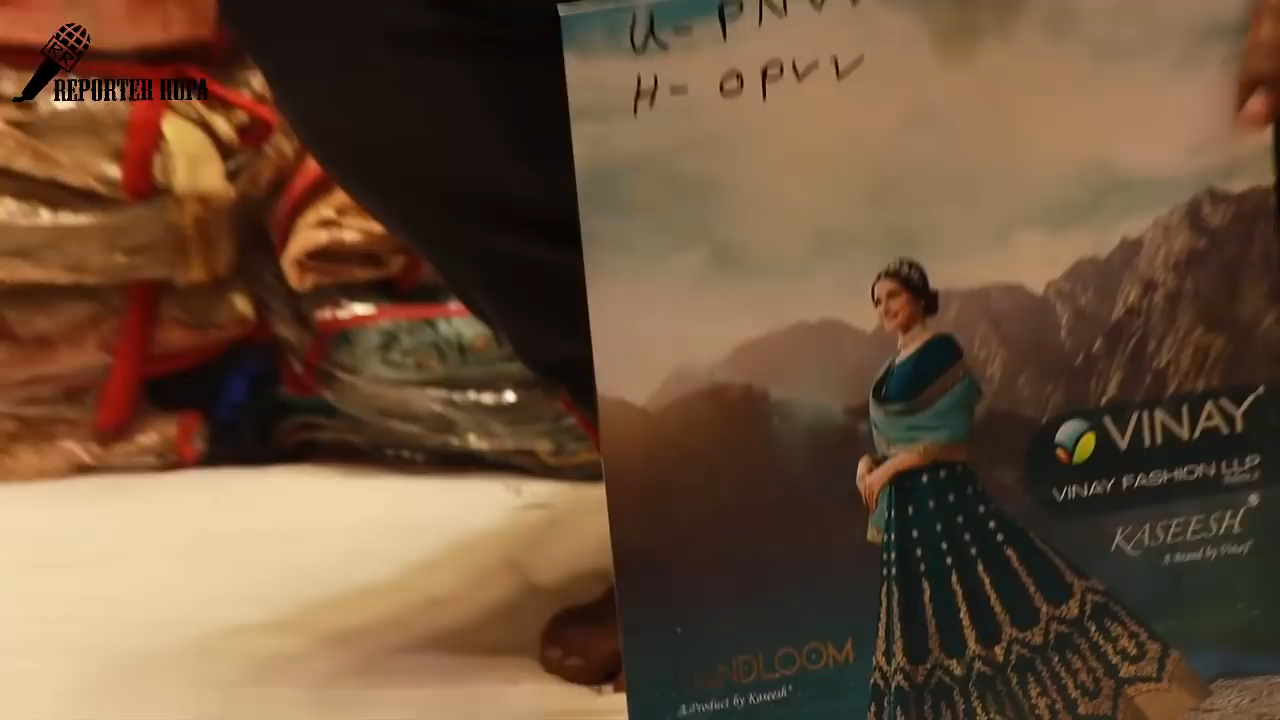 REPORTER RUPA
H- OPVV
VINAY
VINAY FASHION LLP
KASEESH
A Brand by Vinay
A Product by Kaseesh